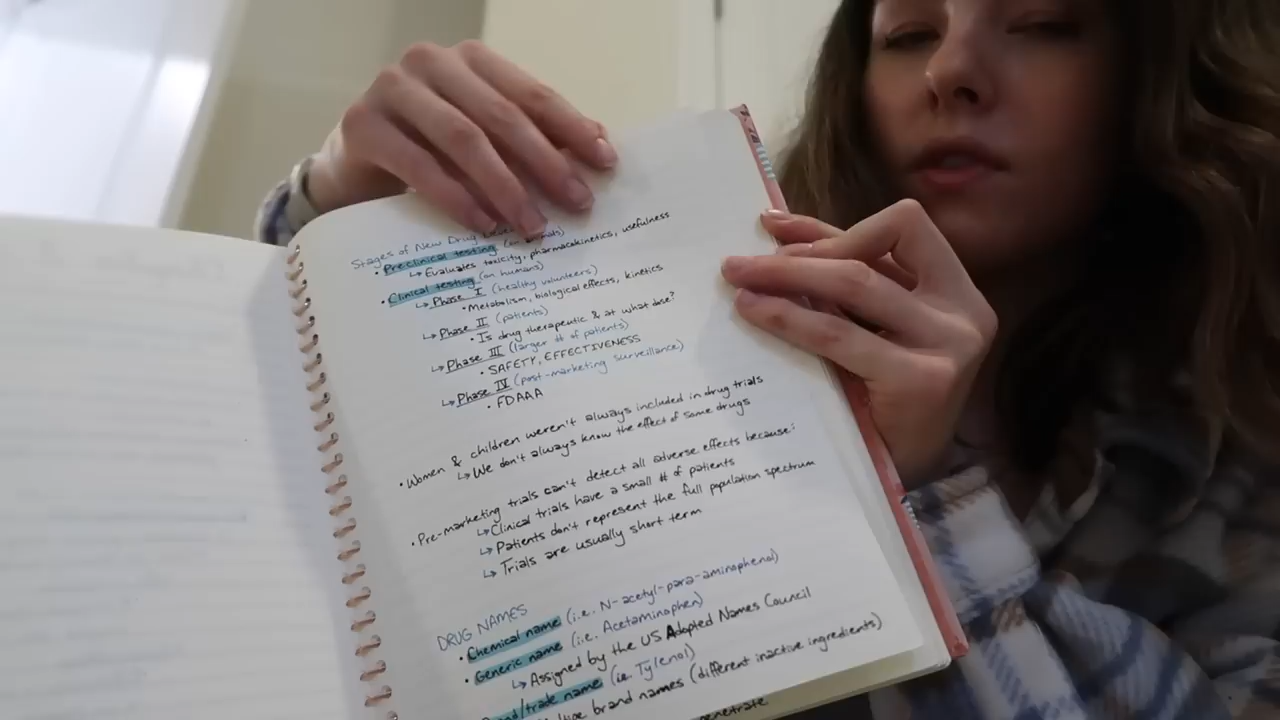 Stages of New Drug
• Preclinical testing (on animals)
↳ Evaluates toxicity, pharmacokinetics, usefulness
• Clinical testing (on humans)
↳ Phase I (healthy volunteers)
• Metabolism, biological effects, kinetics
↳ Phase II (patients)
• Is drug therapeutic & at what dose?
↳ Phase III (larger # of patients)
• SAFETY, EFFECTIVENESS
↳ Phase IV (post-marketing surveillance)
• FDAAA
• Women & children weren't always included in drug trials
↳ We don't always know the effect of some drugs
• Pre-marketing trials can't detect all adverse effects because:
↳ Clinical trials have a small # of patients
↳ Patients don't represent the full population spectrum
↳ Trials are usually short term
DRUG NAMES
• Chemical name (i.e. N-acetyl-para-aminophenol)
• Generic name (i.e. Acetaminophen)
↳ Assigned by the US Adopted Names Council
/trade name (i.e. Tylenol)
brand names (different inactive ingredients)
penetrate